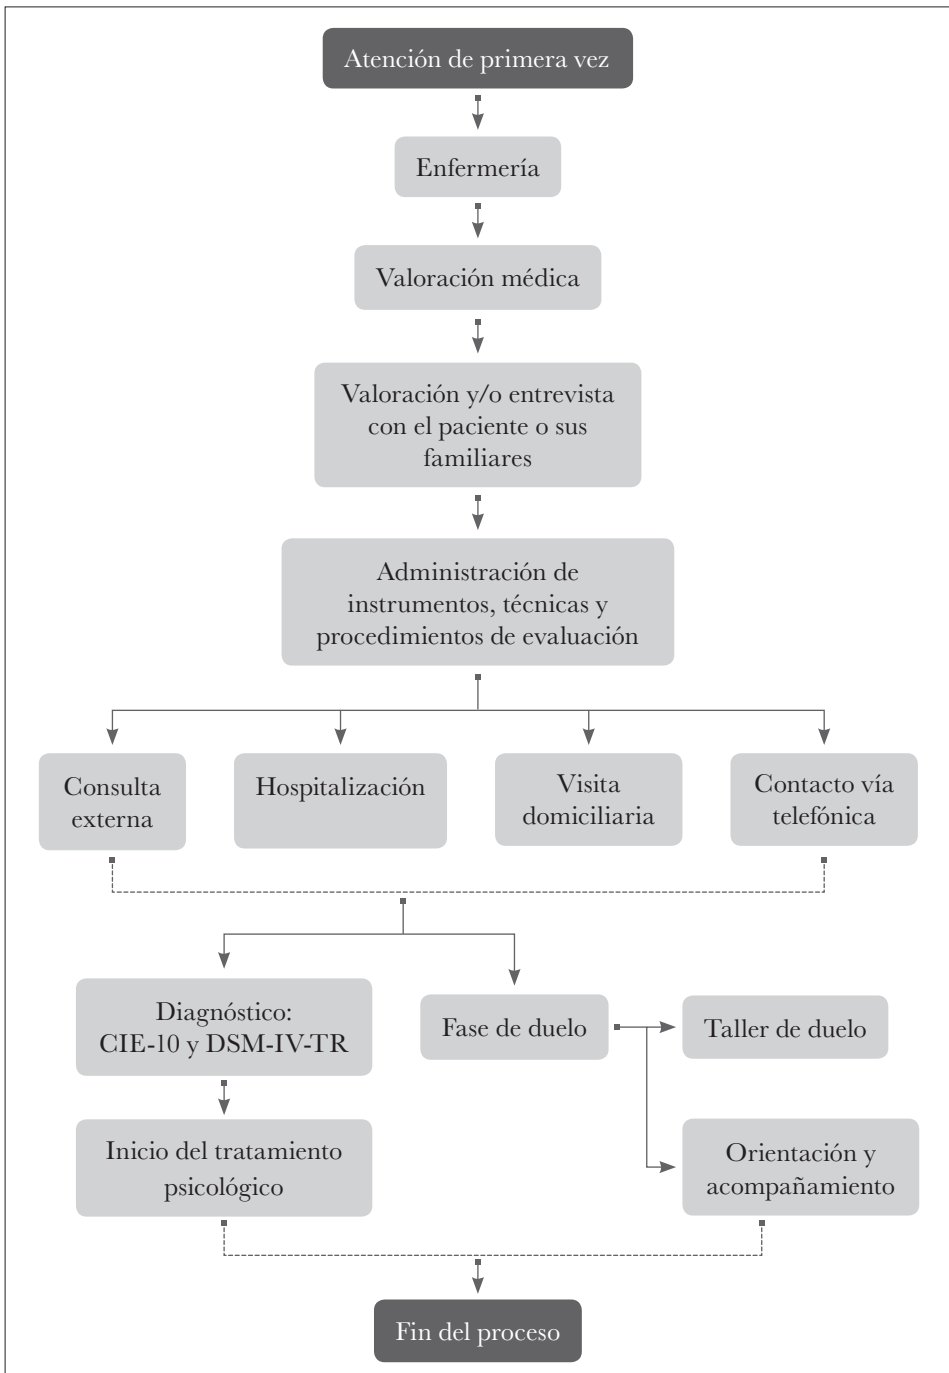 Atención de primera vez
Enfermería
Valoración médica
Valoración y/o entrevista
con el paciente o sus
familiares
Administración de
instrumentos, técnicas y
procedimientos de evaluación
Consulta
externa
Hospitalización
Visita
domiciliaria
Contacto vía
telefónica
Diagnóstico:
CIE-10 y DSM-IV-TR
Fase de duelo
Taller de duelo
Inicio del tratamiento
psicológico
Orientación y
acompañamiento
Fin del proceso